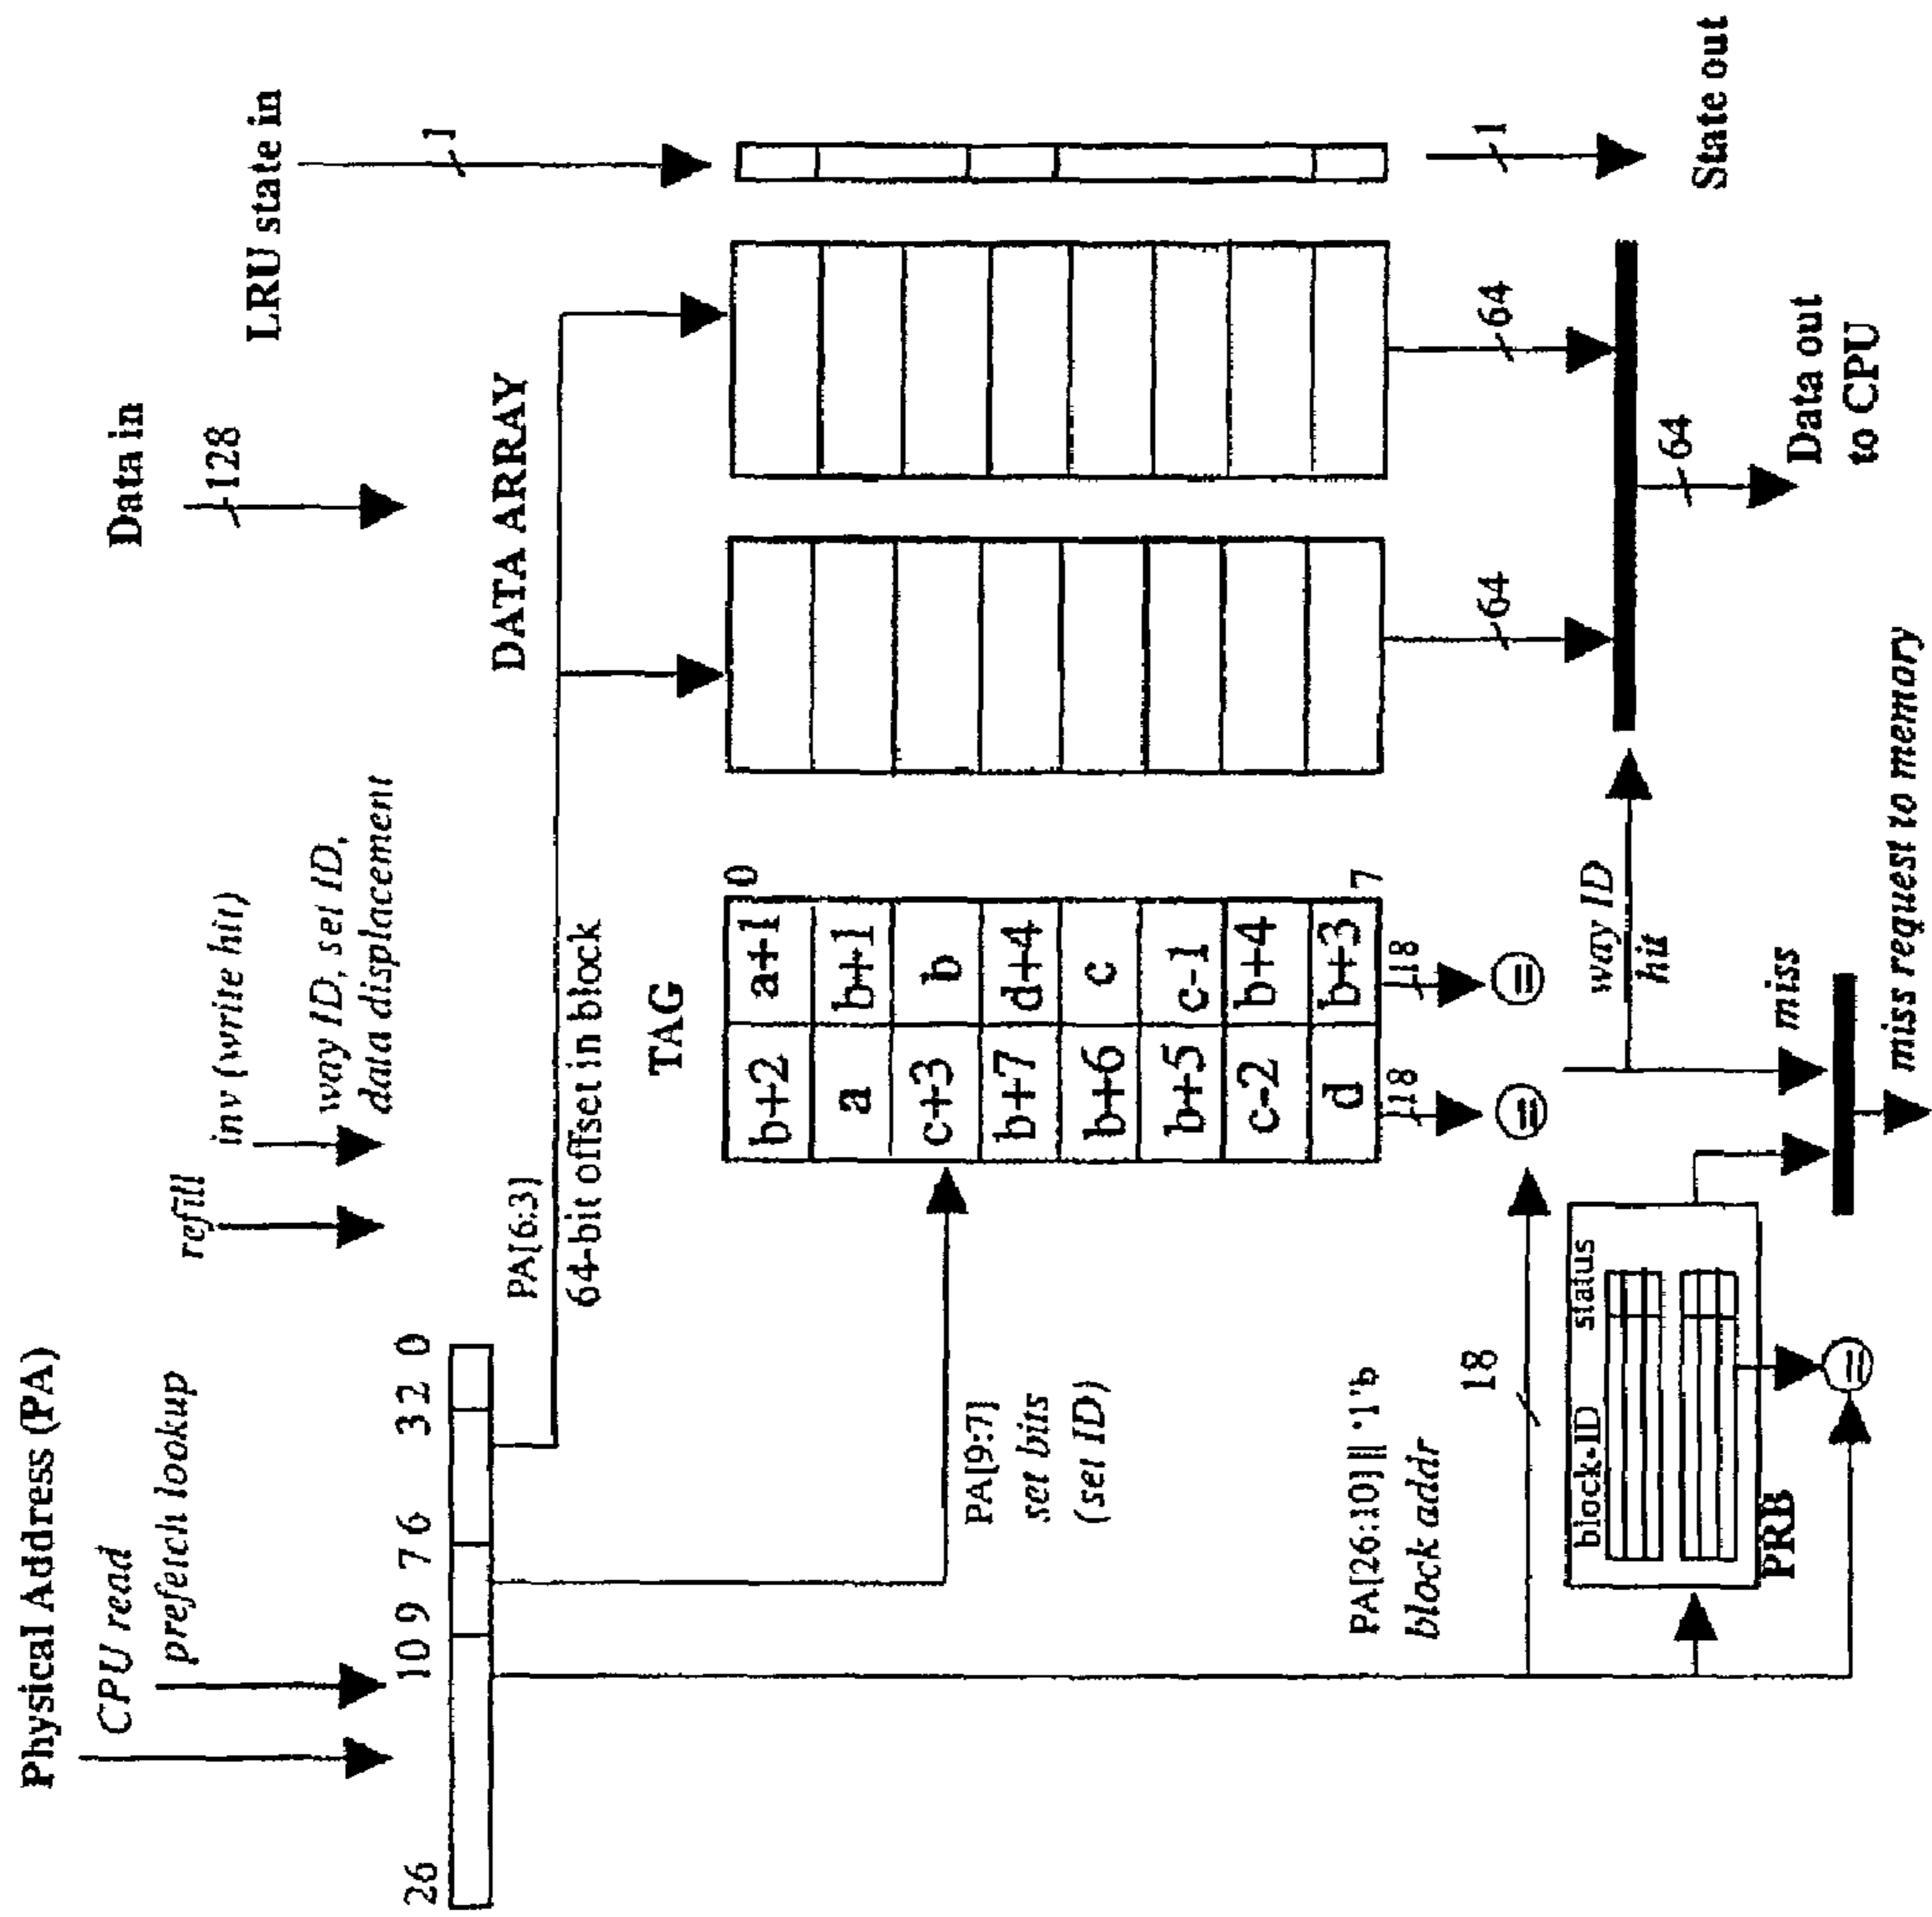 Physical Address (PA)
CPU read
prefetch lookup
refill
inv (write hit)
way ID, set ID,
data displacement
Data in
128
LRU state in
1
26
10 9
7 6
3 2
0
PA[6:3]
64-bit offset in block
DATA ARRAY
PA[9:7]
set bits
(set ID)
TAG
b+2 a+1 0
a b+1
c+3 b
b+7 d+4
b+6 c
b+5 c-1
c-2 b+4
d b+3 7
18
18
=
=
PA[26:10] || '1'b
block addr
18
block-ID
status
PRB
=
way ID
hit
miss
miss request to memory
64
64
64
Data out
to CPU
1
State out